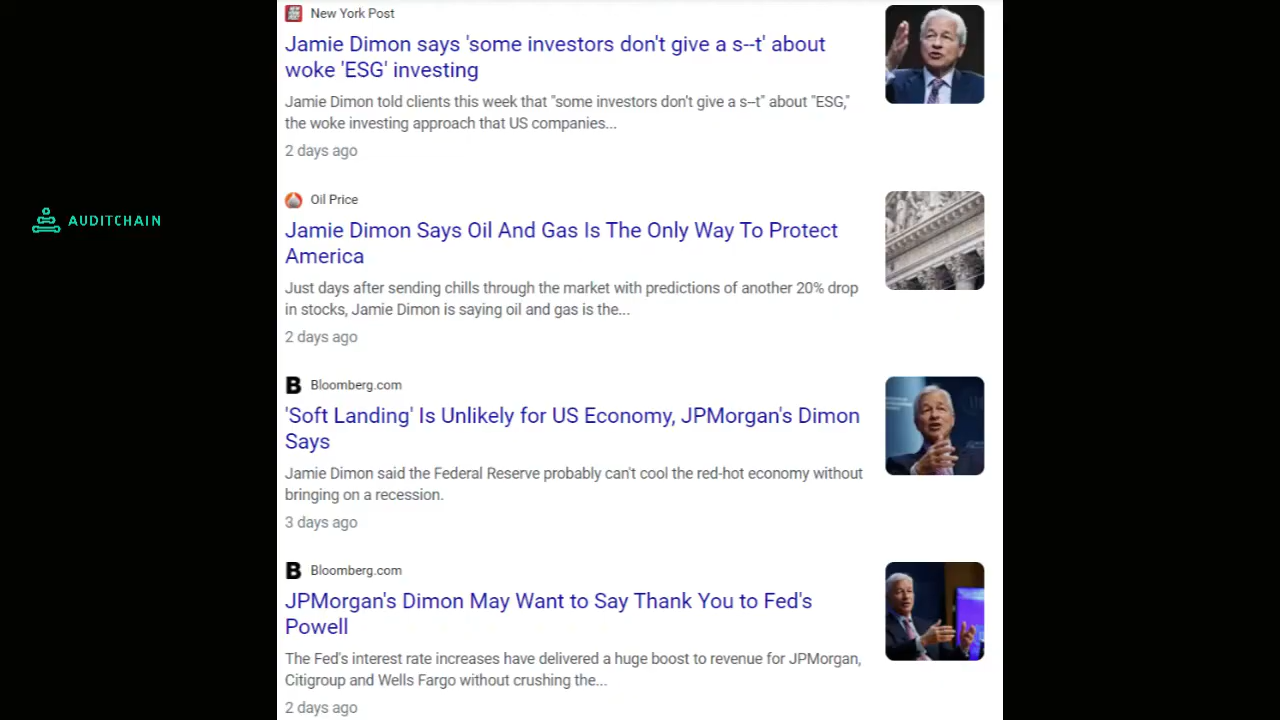 New York Post
Jamie Dimon says 'some investors don't give a s--t' about
woke 'ESG' investing
Jamie Dimon told clients this week that "some investors don't give a s--t" about "ESG,"
the woke investing approach that US companies...
2 days ago
AUDITCHAIN
Oil Price
Jamie Dimon Says Oil And Gas Is The Only Way To Protect
America
Just days after sending chills through the market with predictions of another 20% drop
in stocks, Jamie Dimon is saying oil and gas is the...
2 days ago
B Bloomberg.com
'Soft Landing' Is Unlikely for US Economy, JPMorgan's Dimon
Says
Jamie Dimon said the Federal Reserve probably can't cool the red-hot economy without
bringing on a recession.
3 days ago
B Bloomberg.com
JPMorgan's Dimon May Want to Say Thank You to Fed's
Powell
The Fed's interest rate increases have delivered a huge boost to revenue for JPMorgan,
Citigroup and Wells Fargo without crushing the...
2 days ago